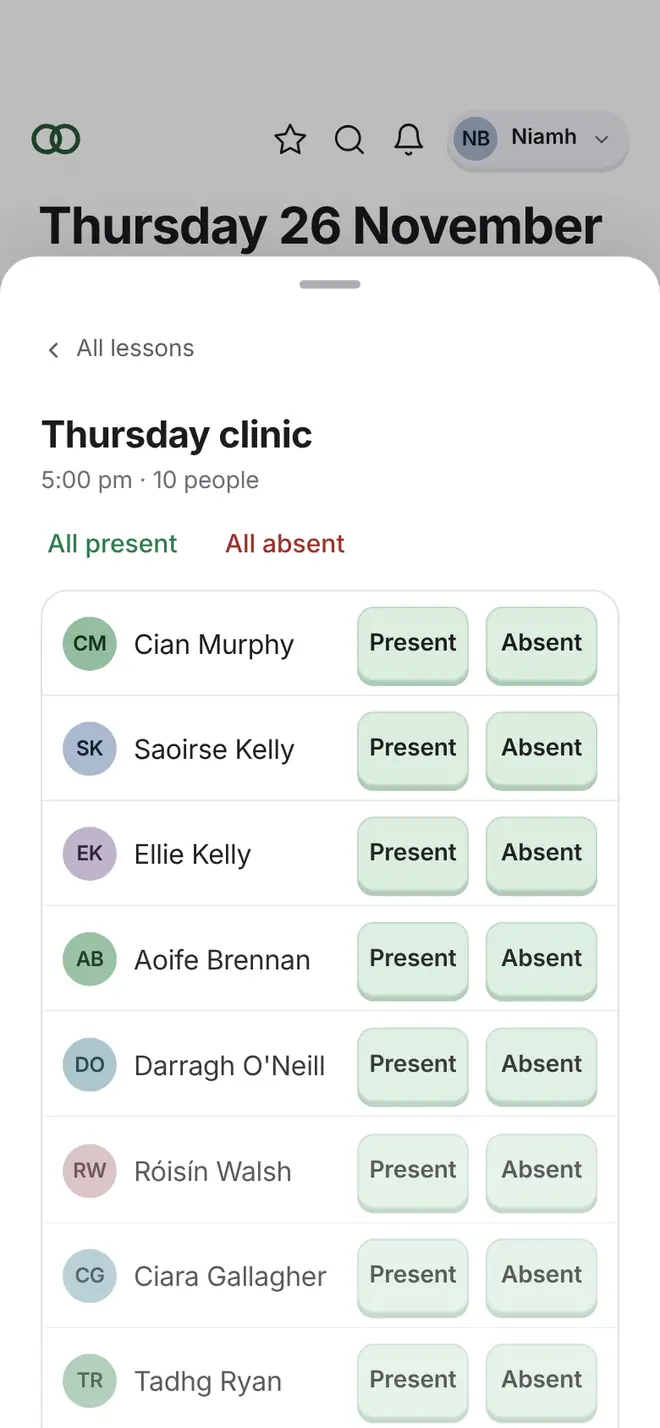 NB Niamh
Thursday 26 November
All lessons
Thursday clinic
5:00 pm · 10 people
All present All absent
CM Cian Murphy Present Absent
SK Saoirse Kelly Present Absent
EK Ellie Kelly Present Absent
AB Aoife Brennan Present Absent
DO Darragh O'Neill Present Absent
RW Róisín Walsh Present Absent
CG Ciara Gallagher Present Absent
TR Tadhg Ryan Present Absent